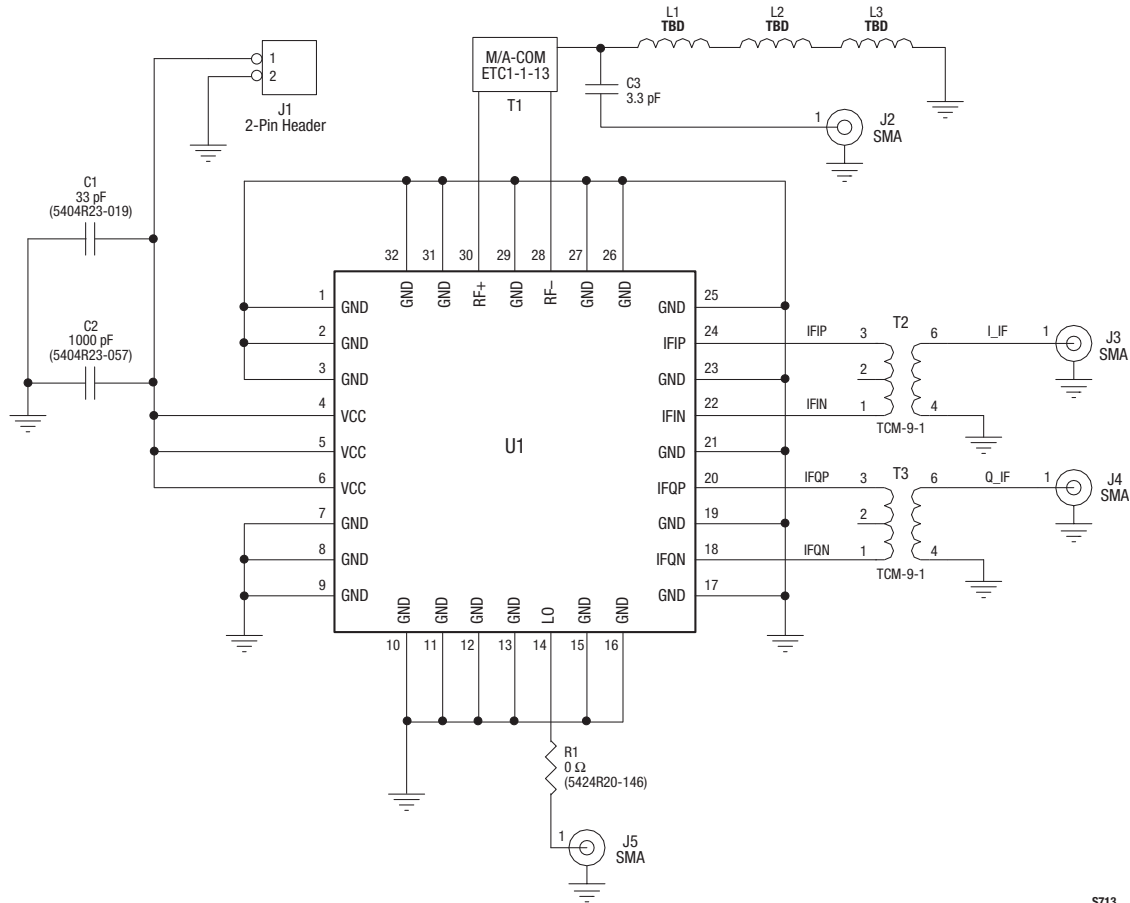 L1
TBD
L2
TBD
L3
TBD
M/A-COM
ETC1-1-13
T1
C3
3.3 pF
1
J2
SMA
1
2
J1
2-Pin Header
C1
33 pF
(5404R23-019)
C2
1000 pF
(5404R23-057)
32
31
30
29
28
27
26
GND
GND
RF+
GND
RF–
GND
GND
1
GND
2
GND
3
GND
4
VCC
5
VCC
6
VCC
7
GND
8
GND
9
GND
U1
25
GND
24
IFIP
23
GND
22
IFIN
21
GND
20
IFQP
19
GND
18
IFQN
17
GND
IFIP
3
T2
6
I_IF
1
J3
SMA
2
IFIN
1
4
TCM-9-1
IFQP
3
T3
6
Q_IF
1
J4
SMA
2
IFQN
1
4
TCM-9-1
GND
GND
GND
GND
LO
GND
GND
10
11
12
13
14
15
16
R1
0 Ω
(5424R20-146)
1
J5
SMA
S713